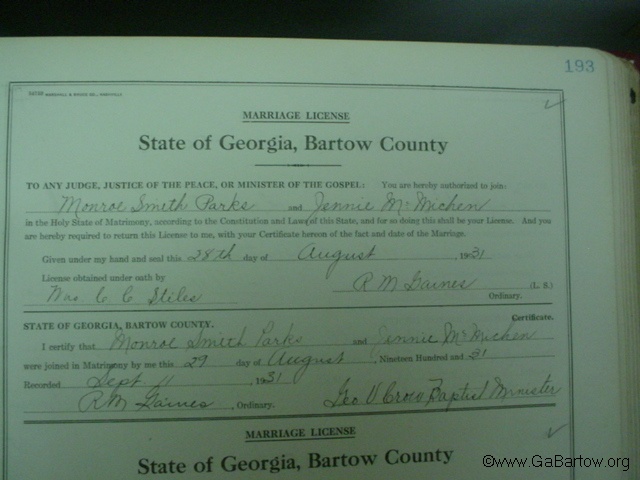 193
MARRIAGE LICENSE
State of Georgia, Bartow County
TO ANY JUDGE, JUSTICE OF THE PEACE, OR MINISTER OF THE GOSPEL: You are hereby authorized to join:
Monroe Smith Parks and Jennie McMichen
in the Holy State of Matrimony, according to the Constitution and Laws of this State, and for so doing this shall be your License. And you
are hereby required to return this License to me, with your Certificate hereon of the fact and date of the Marriage.
Given under my hand and seal this 28th day of August, 1931
License obtained under oath by R M Gaines (L. S.)
Mrs. C C Stiles Ordinary.
Certificate.
STATE OF GEORGIA, BARTOW COUNTY.
I certify that Monroe Smith Parks and Jennie McMichen
were joined in Matrimony by me this 29 day of August, Nineteen Hundred and 31
Recorded Sept. 11, 1931
R M Gaines, Ordinary. Geo V Crow Baptist Minister
MARRIAGE LICENSE
State of Georgia, Bartow County
©www.GaBartow.org